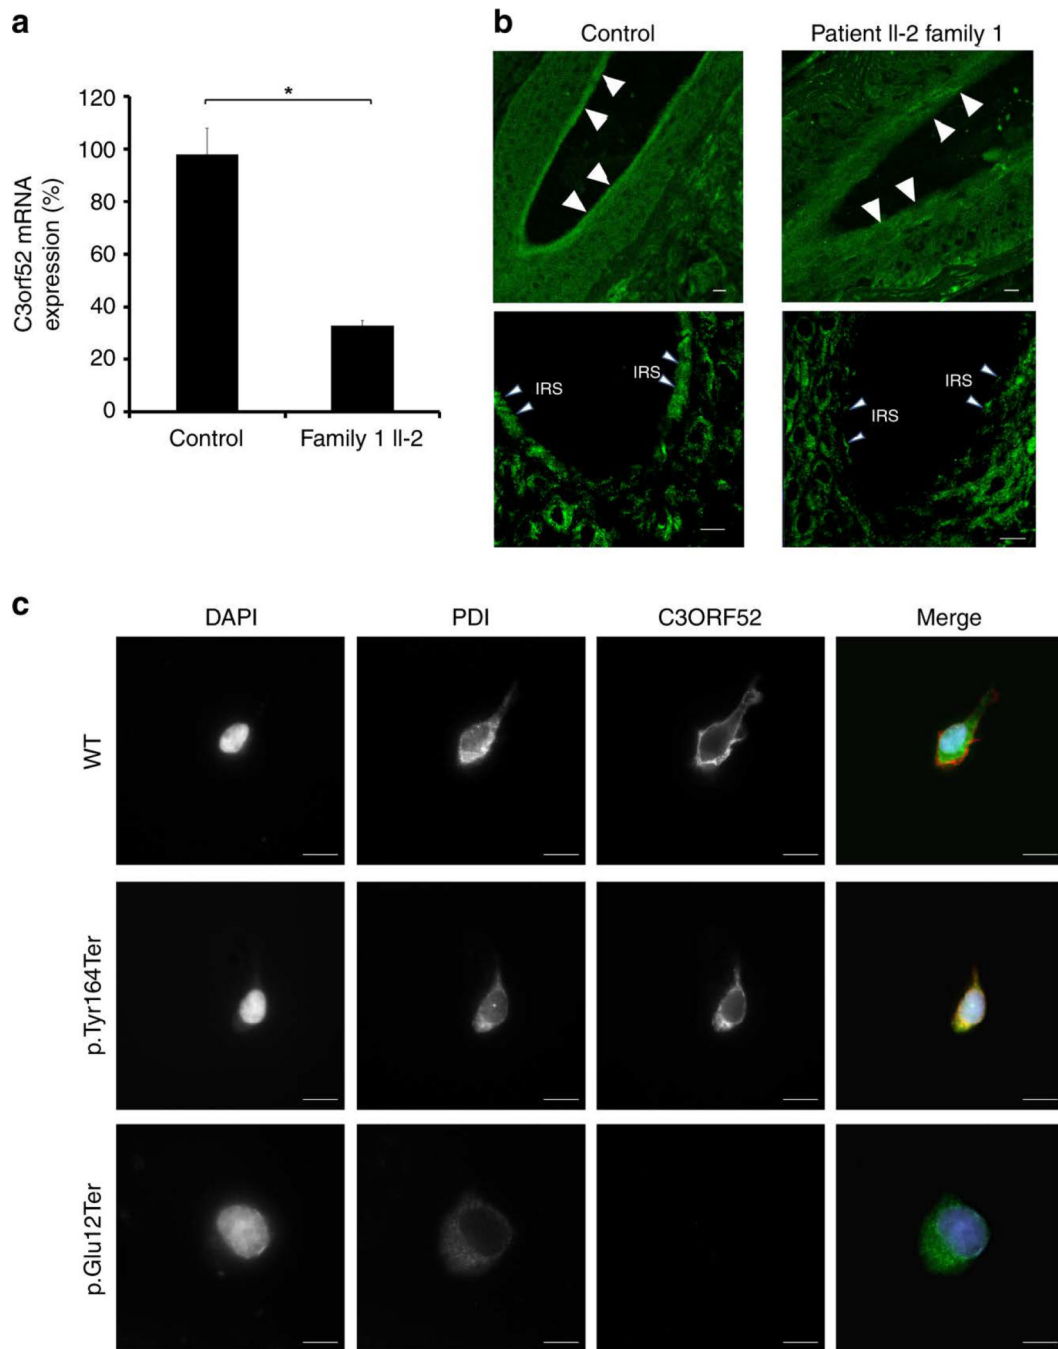 a
120
100
80
60
40
20
0
C3orf52 mRNA
expression (%)
*
Control
Family 1 II-2
b
Control
Patient II-2 family 1
IRS
IRS
IRS
IRS
c
DAPI
PDI
C3ORF52
Merge
WT
p.Tyr164Ter
p.Glu12Ter